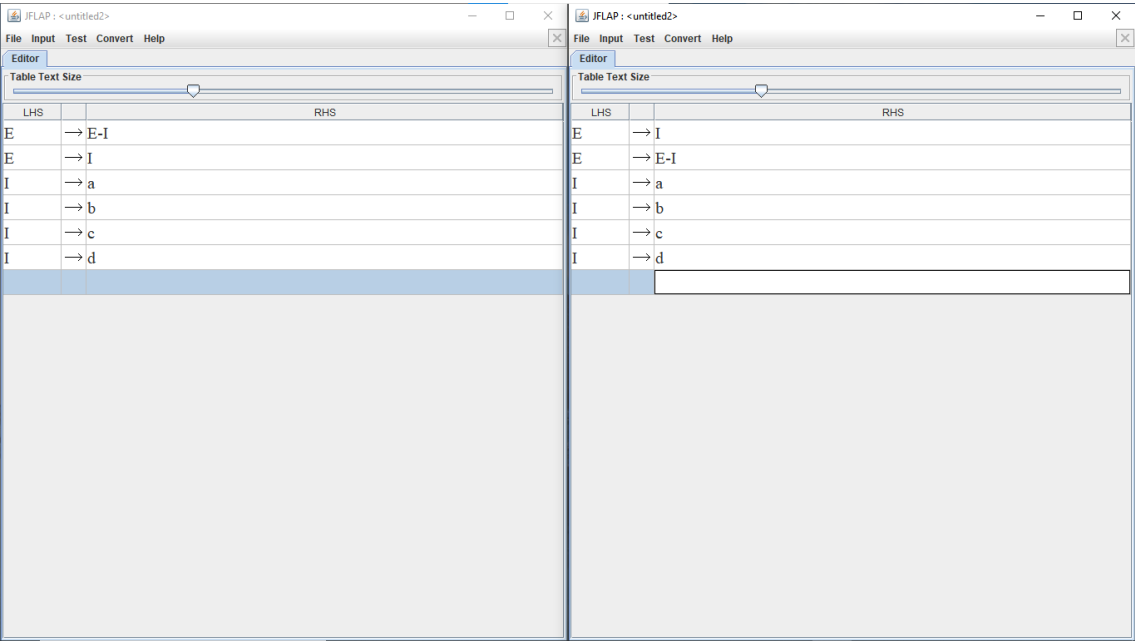 JFLAP : <untitled2>
File Input Test Convert Help
Editor
Table Text Size
LHS RHS
E → E-I
E → I
I → a
I → b
I → c
I → d
JFLAP : <untitled2>
File Input Test Convert Help
Editor
Table Text Size
LHS RHS
E → I
E → E-I
I → a
I → b
I → c
I → d